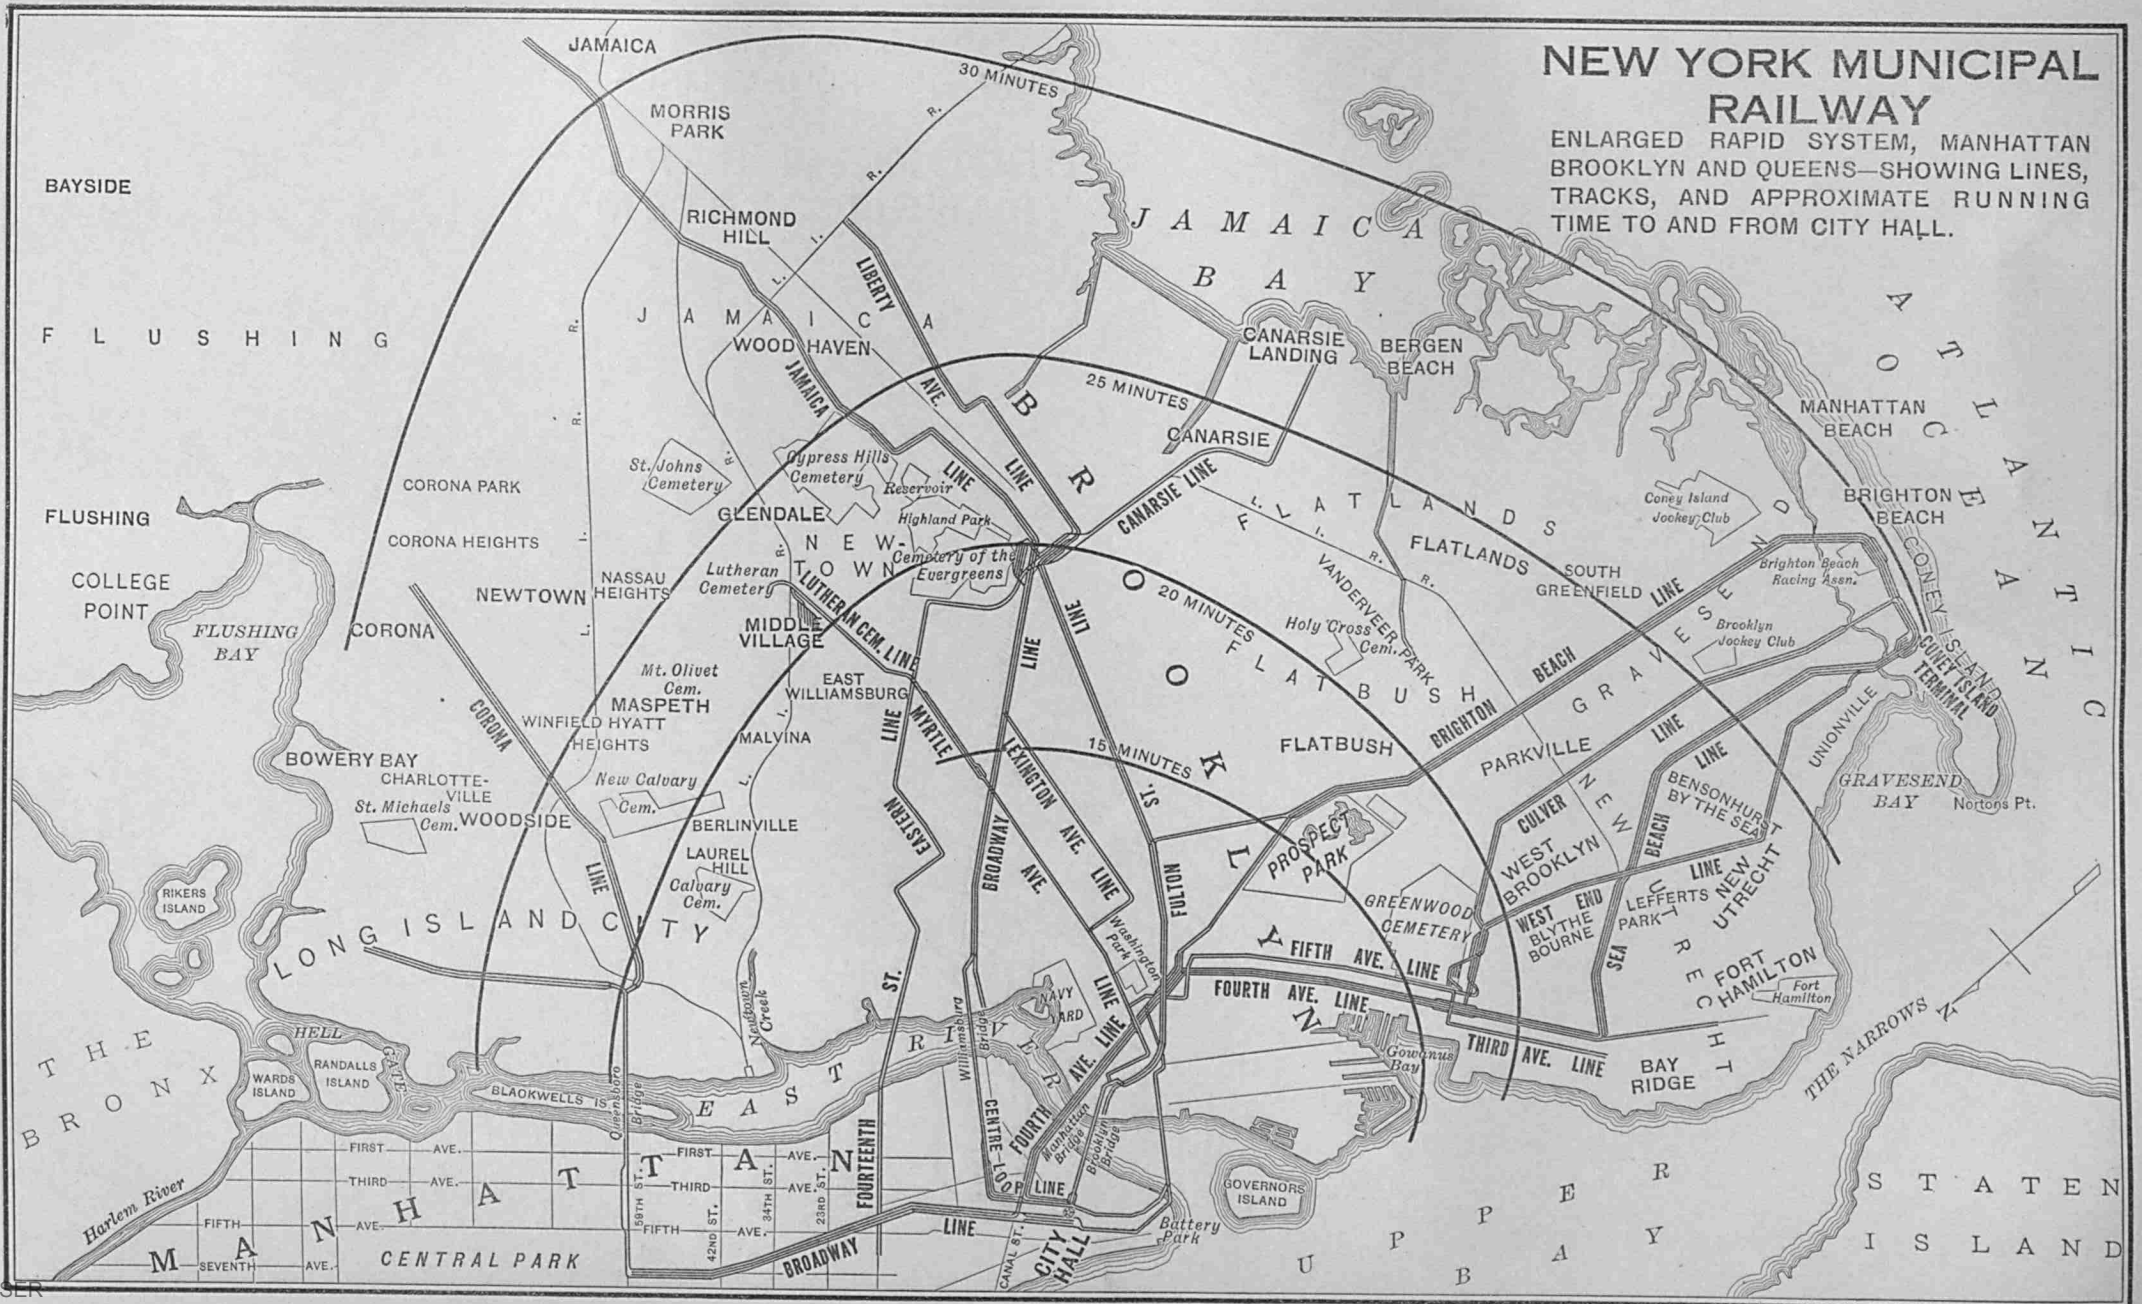 NEW YORK MUNICIPAL
RAILWAY
ENLARGED RAPID SYSTEM, MANHATTAN
BROOKLYN AND QUEENS—SHOWING LINES,
TRACKS, AND APPROXIMATE RUNNING
TIME TO AND FROM CITY HALL.
JAMAICA
30 MINUTES
MORRIS
PARK
L. I. R. R.
BAYSIDE
RICHMOND
HILL
JAMAICA
BAY
LIBERTY
AVE.
LINE
FLUSHING
JAMAICA
WOOD HAVEN
JAMAICA
LINE
CANARSIE
LANDING
BERGEN
BEACH
ATLANTIC
OCEAN
25 MINUTES
MANHATTAN
BEACH
CANARSIE
BROOKLYN
St. Johns
Cemetery
Cypress Hills
Cemetery
Reservoir
CANARSIE LINE
CORONA PARK
Coney Island
Jockey Club
BRIGHTON
BEACH
FLUSHING
GLENDALE
Highland Park
L. I. R. R.
FLATLANDS
CORONA HEIGHTS
NEW-
TOWN
Cemetery of the
Evergreens
FLATLANDS
COLLEGE
POINT
NEWTOWN
NASSAU
HEIGHTS
Lutheran
Cemetery
LUTHERAN CEM. LINE
VANDERVEER PARK
SOUTH
GREENFIELD
Brighton Beach
Racing Assn.
CONEY ISLAND
L. I. R. R.
FLUSHING
BAY
CORONA
MIDDLE
VILLAGE
LINE
LINE
20 MINUTES
Holy Cross
Cem.
Brooklyn
Jockey Club
Mt. Olivet
Cem.
MASPETH
EAST
WILLIAMSBURG
FLATBUSH
GRAVESEND
CONEY ISLAND
TERMINAL
CORONA
LINE
WINFIELD HYATT
HEIGHTS
MALVINA
LINE
MYRTLE
AVE.
LINE
LEXINGTON
AVE.
LINE
15 MINUTES
FLATBUSH
BRIGHTON
BEACH
LINE
PARKVILLE
LINE
LINE
UNIONVILLE
BOWERY BAY
CHARLOTTE-
VILLE
New Calvary
Cem.
BENSONHURST
BY THE SEA
GRAVESEND
BAY
Nortons Pt.
St. Michaels
Cem.
WOODSIDE
BERLINVILLE
EASTERN
BROADWAY
ST.
FULTON
PROSPECT
PARK
CULVER
WEST
BROOKLYN
BEACH
LINE
NEW UTRECHT
LAUREL
HILL
Calvary
Cem.
RIKERS
ISLAND
GREENWOOD
CEMETERY
WEST END
BLYTHE
BOURNE
LEFFERTS
PARK
NEW
UTRECHT
LONG ISLAND CITY
Washington
Park
FIFTH AVE. LINE
SEA
FORT
HAMILTON
Fort
Hamilton
Newtown
Creek
ST.
Williamsburg
Bridge
NAVY
YARD
FOURTH
AVE. LINE
FOURTH AVE. LINE
THE NARROWS
N
THE
BRONX
HELL
GATE
RANDALLS
ISLAND
WARDS
ISLAND
EAST RIVER
THIRD AVE. LINE
Gowanus
Bay
BAY
RIDGE
BLACKWELLS IS
Queensboro
Bridge
Manhattan
Bridge
Brooklyn
Bridge
CENTRE-LOOP LINE
FIRST AVE.
FIRST AVE.
MANHATTAN
FOURTEENTH
THIRD AVE.
THIRD AVE.
59TH ST.
42ND ST.
34TH ST.
23RD ST.
GOVERNORS
ISLAND
STATEN
ISLAND
Harlem River
FIFTH AVE.
FIFTH AVE.
BROADWAY
LINE
CANAL ST.
CITY
HALL
Battery
Park
UPPER
BAY
SEVENTH AVE.
CENTRAL PARK
SER